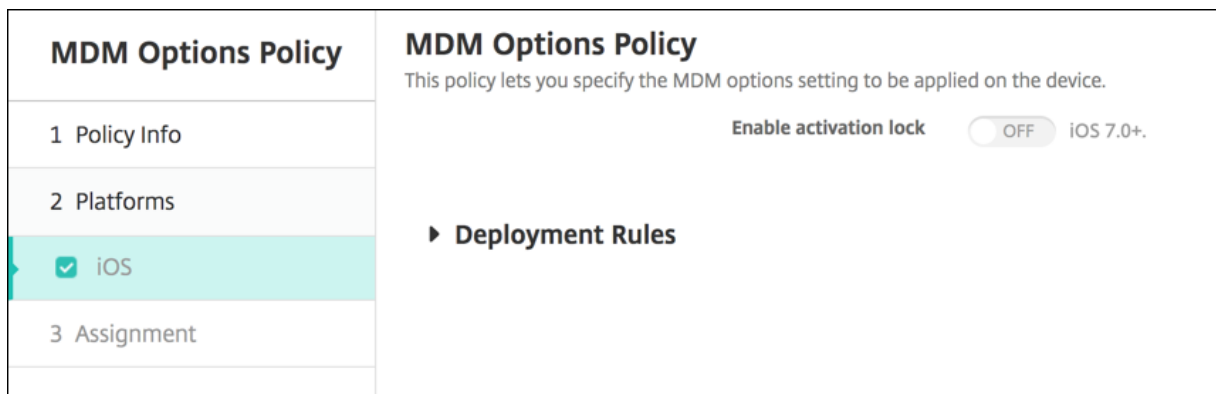 MDM Options Policy
1 Policy Info
2 Platforms
iOS
3 Assignment
MDM Options Policy
This policy lets you specify the MDM options setting to be applied on the device.
Enable activation lock OFF iOS 7.0+.
Deployment Rules